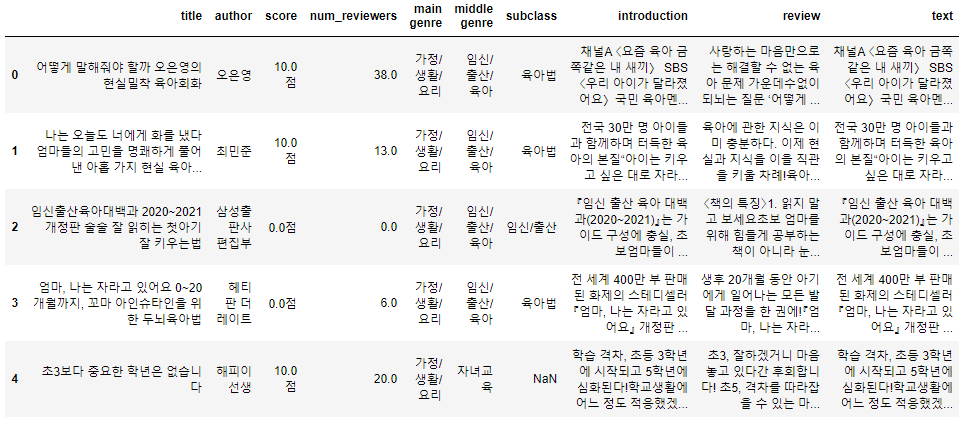 title author score num_reviewers main genre middle genre subclass introduction review text
0 어떻게 말해줘야 할까 오은영의 현실밀착 육아회화 오은영 10.0점 38.0 가정/생활/요리 임신/출산/육아 육아법 채널A 〈요즘 육아 금쪽같은 내 새끼〉 SBS 〈우리 아이가 달라졌어요〉 국민 육아멘... 사랑하는 마음만으로는 해결할 수 없는 육아 문제 가운데수없이 되뇌는 질문 ‘어떻게 ... 채널A 〈요즘 육아 금쪽같은 내 새끼〉 SBS 〈우리 아이가 달라졌어요〉 국민 육아멘...
1 나는 오늘도 너에게 화를 냈다 엄마들의 고민을 명쾌하게 풀어낸 아홉 가지 현실 육아... 최민준 10.0점 13.0 가정/생활/요리 임신/출산/육아 육아법 전국 30만 명 아이들과 함께하며 터득한 육아의 본질“아이는 키우고 싶은 대로 자라... 육아에 관한 지식은 이미 충분하다. 이제 현실과 지식을 이을 직관을 키울 차례!육아... 전국 30만 명 아이들과 함께하며 터득한 육아의 본질“아이는 키우고 싶은 대로 자라...
2 임신출산육아대백과 2020~2021 개정판 술술 잘 읽히는 첫아기 잘 키우는법 삼성출판사 편집부 0.0점 0.0 가정/생활/요리 임신/출산/육아 임신/출산 『임신 출산 육아 대백과(2020~2021)』는 가이드 구성에 충실, 초보엄마들이 ... 〈책의 특징〉1. 읽지 말고 보세요초보 엄마를 위해 힘들게 공부하는 책이 아니라 눈... 『임신 출산 육아 대백과(2020~2021)』는 가이드 구성에 충실, 초보엄마들이 ...
3 엄마, 나는 자라고 있어요 0~20개월까지, 꼬마 아인슈타인을 위한 두뇌육아법 헤티 판 더 레이트 0.0점 6.0 가정/생활/요리 임신/출산/육아 육아법 전 세계 400만 부 판매된 화제의 스테디셀러 『엄마, 나는 자라고 있어요』 개정판 ... 생후 20개월 동안 아기에게 일어나는 모든 발달 과정을 한 권에!『엄마, 나는 자라... 전 세계 400만 부 판매된 화제의 스테디셀러 『엄마, 나는 자라고 있어요』 개정판 ...
4 초3보다 중요한 학년은 없습니다 해피이선생 10.0점 20.0 가정/생활/요리 자녀교육 NaN 학습 격차, 초등 3학년에 시작되고 5학년에 심화된다!학교생활에 어느 정도 적응했겠... 초3, 잘하겠거니 마음 놓고 있다간 후회합니다! 초5, 격차를 따라잡을 수 있는 마... 학습 격차, 초등 3학년에 시작되고 5학년에 심화된다!학교생활에 어느 정도 적응했겠...